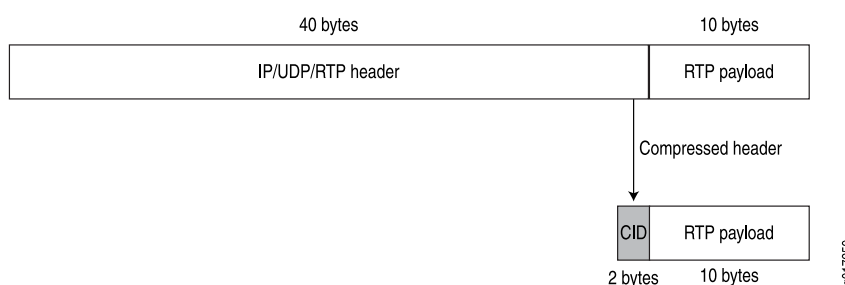 40 bytes
10 bytes
IP/UDP/RTP header
RTP payload
Compressed header
CID
RTP payload
2 bytes
10 bytes